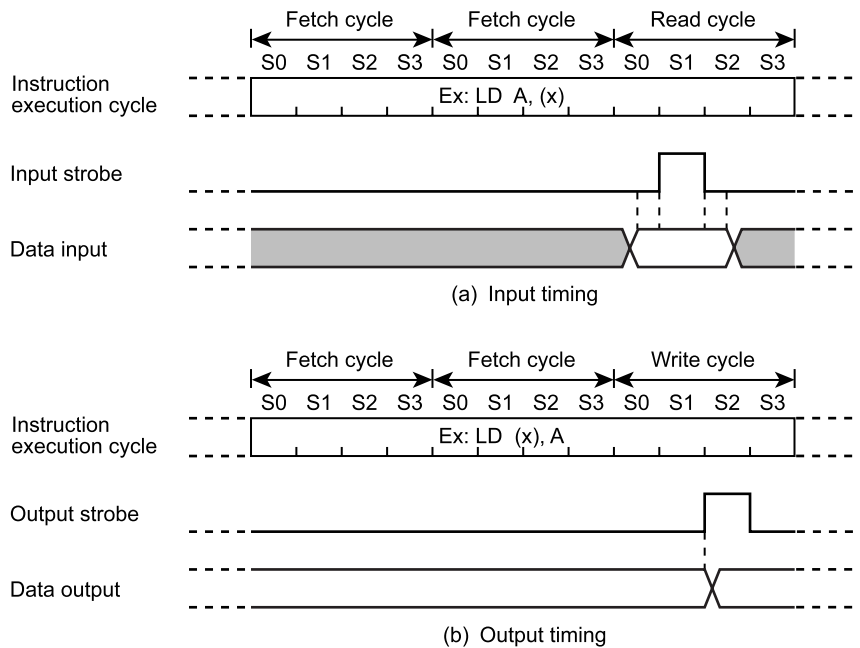 Fetch cycle Fetch cycle Read cycle
S0 S1 S2 S3 S0 S1 S2 S3 S0 S1 S2 S3
Instruction
execution cycle
Ex: LD A, (x)
Input strobe
Data input
(a) Input timing
Fetch cycle Fetch cycle Write cycle
S0 S1 S2 S3 S0 S1 S2 S3 S0 S1 S2 S3
Instruction
execution cycle
Ex: LD (x), A
Output strobe
Data output
(b) Output timing